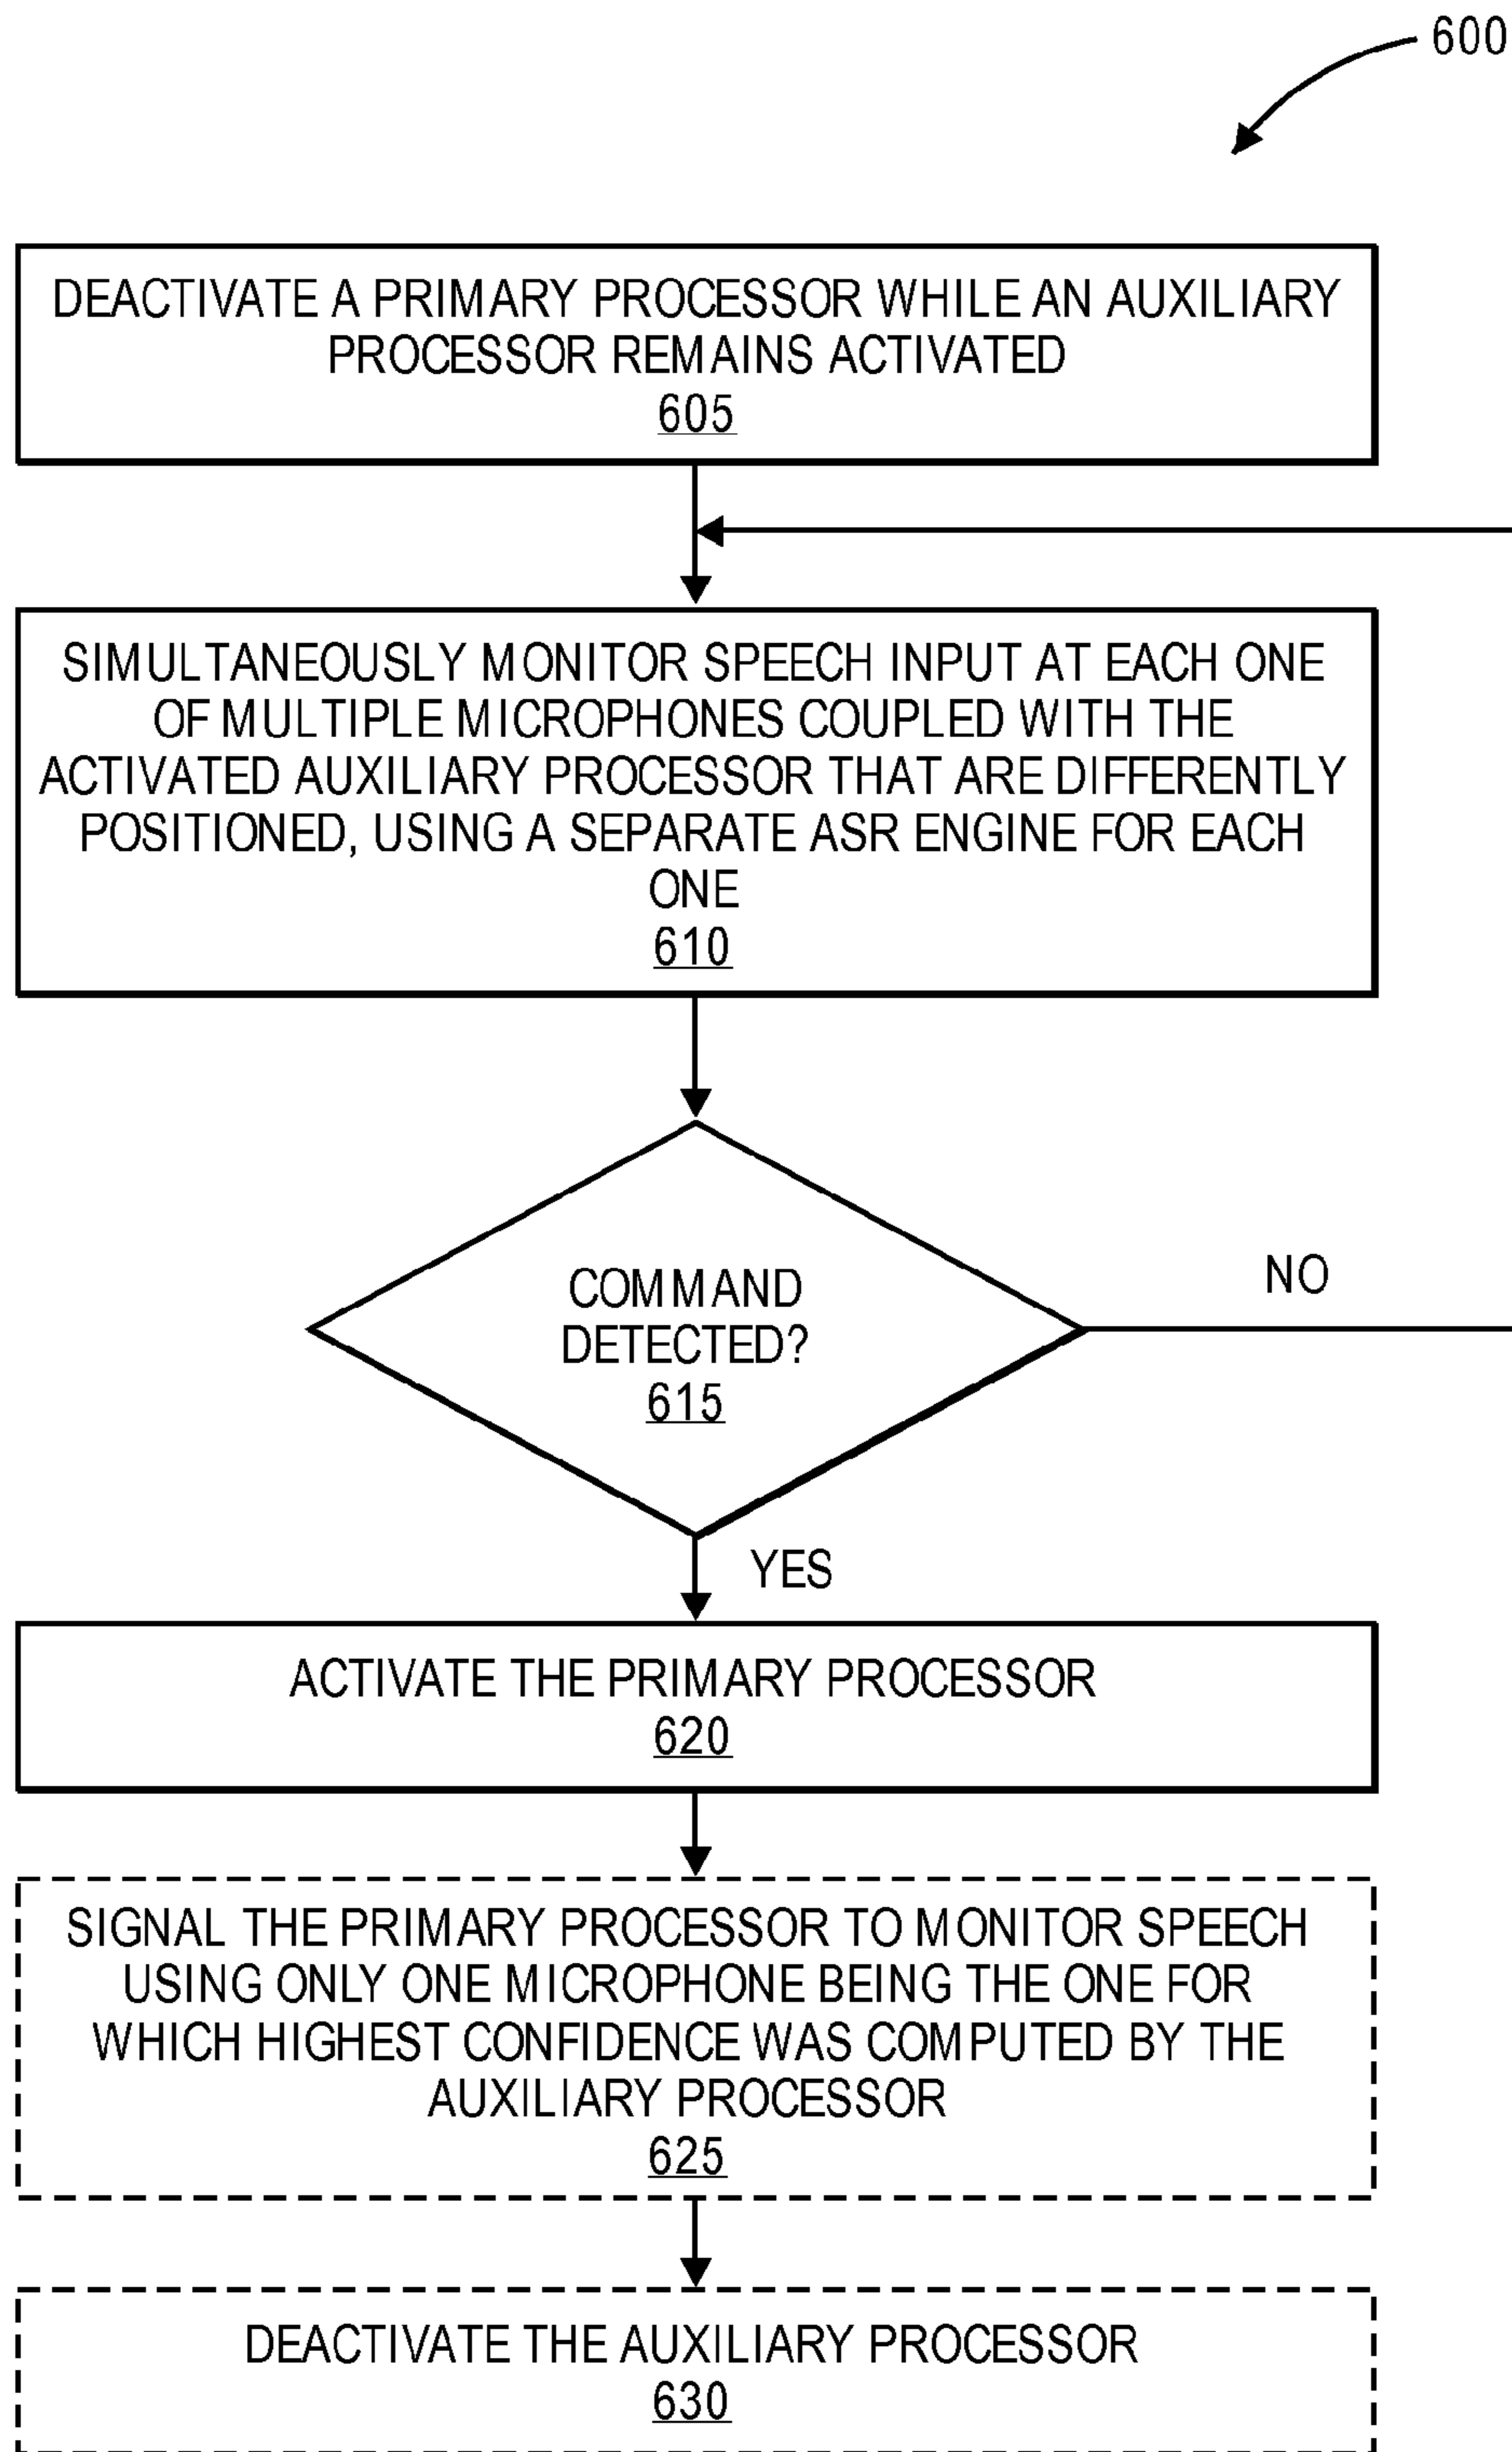 600
DEACTIVATE A PRIMARY PROCESSOR WHILE AN AUXILIARY
PROCESSOR REMAINS ACTIVATED
605
SIMULTANEOUSLY MONITOR SPEECH INPUT AT EACH ONE
OF MULTIPLE MICROPHONES COUPLED WITH THE
ACTIVATED AUXILIARY PROCESSOR THAT ARE DIFFERENTLY
POSITIONED, USING A SEPARATE ASR ENGINE FOR EACH
ONE
610
COMMAND
DETECTED?
615
NO
YES
ACTIVATE THE PRIMARY PROCESSOR
620
SIGNAL THE PRIMARY PROCESSOR TO MONITOR SPEECH
USING ONLY ONE MICROPHONE BEING THE ONE FOR
WHICH HIGHEST CONFIDENCE WAS COMPUTED BY THE
AUXILIARY PROCESSOR
625
DEACTIVATE THE AUXILIARY PROCESSOR
630